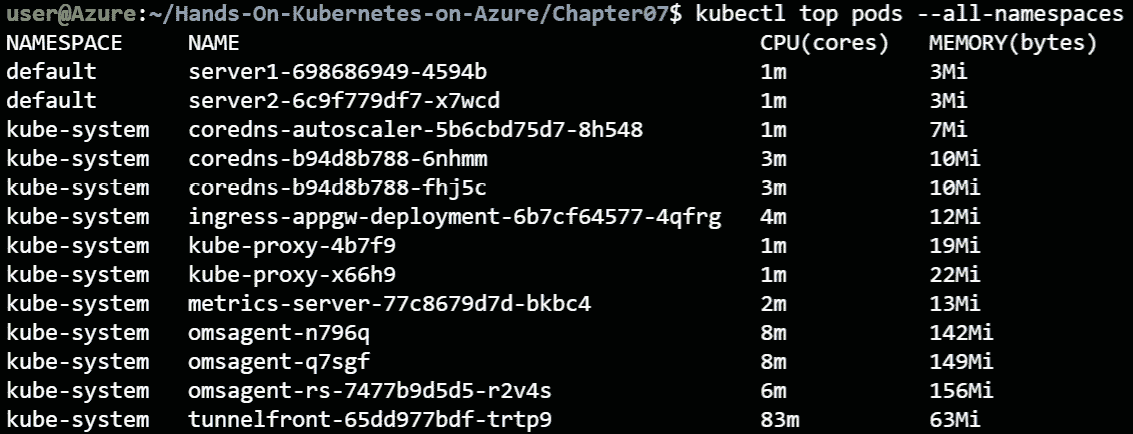 user@Azure:~/Hands-On-Kubernetes-on-Azure/Chapter07$ kubectl top pods --all-namespaces
NAMESPACE NAME CPU(cores) MEMORY(bytes)
default server1-698686949-4594b 1m 3Mi
default server2-6c9f779df7-x7wcd 1m 3Mi
kube-system coredns-autoscaler-5b6cbd75d7-8h548 1m 7Mi
kube-system coredns-b94d8b788-6nhmm 3m 10Mi
kube-system coredns-b94d8b788-fhj5c 3m 10Mi
kube-system ingress-appgw-deployment-6b7cf64577-4qfrg 4m 12Mi
kube-system kube-proxy-4b7f9 1m 19Mi
kube-system kube-proxy-x66h9 1m 22Mi
kube-system metrics-server-77c8679d7d-bkbc4 2m 13Mi
kube-system omsagent-n796q 8m 142Mi
kube-system omsagent-q7sgf 8m 149Mi
kube-system omsagent-rs-7477b9d5d5-r2v4s 6m 156Mi
kube-system tunnelfront-65dd977bdf-trtp9 83m 63Mi